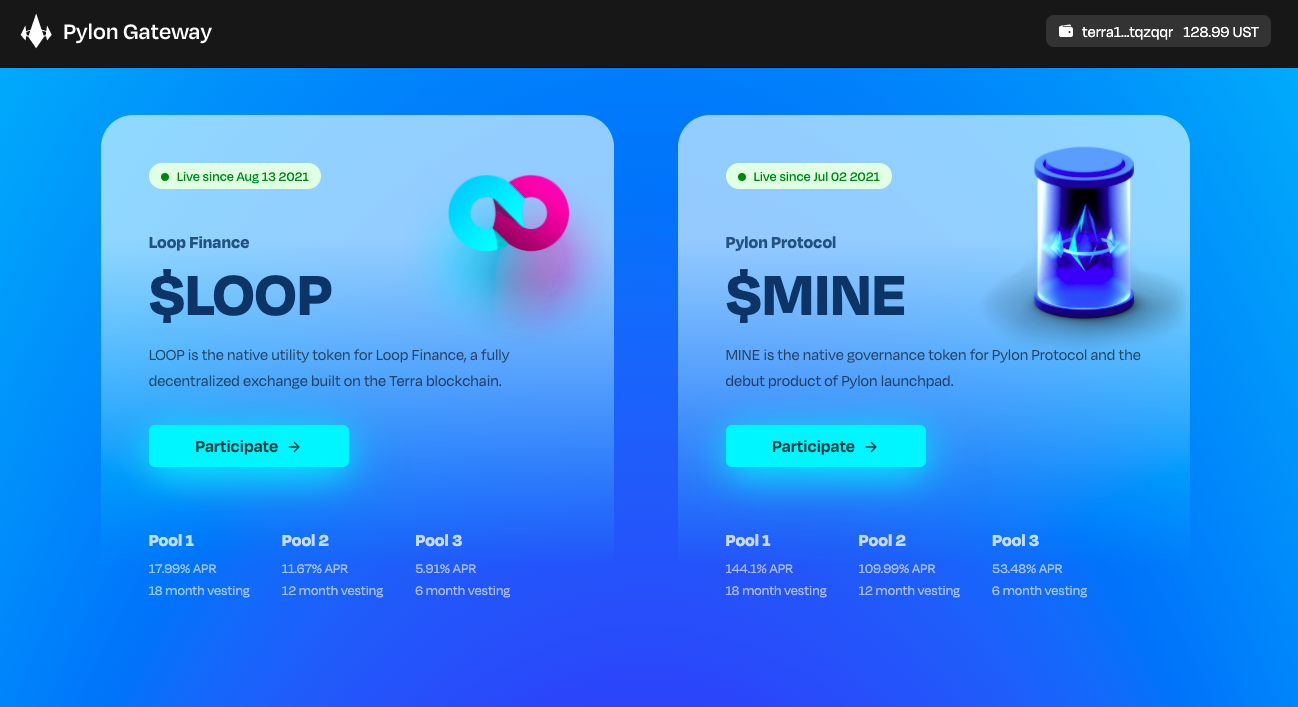 Pylon Gateway
terra1...tqzqqr 128.99 UST
Live since Aug 13 2021
Loop Finance
$LOOP
LOOP is the native utility token for Loop Finance, a fully
decentralized exchange built on the Terra blockchain.
Participate →
Pool 1 Pool 2 Pool 3
17.99% APR 11.67% APR 5.91% APR
18 month vesting 12 month vesting 6 month vesting
Live since Jul 02 2021
Pylon Protocol
$MINE
MINE is the native governance token for Pylon Protocol and the
debut product of Pylon launchpad.
Participate →
Pool 1 Pool 2 Pool 3
144.1% APR 109.99% APR 53.48% APR
18 month vesting 12 month vesting 6 month vesting